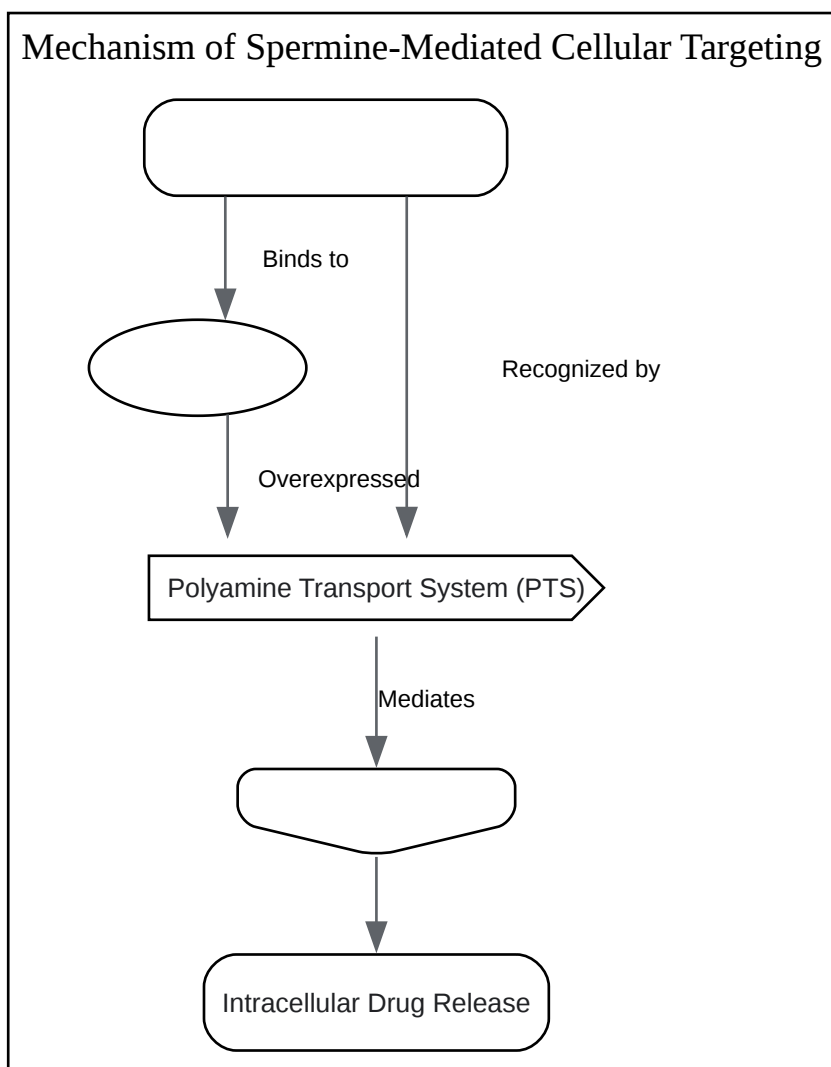 Mechanism of Spermine-Mediated Cellular Targeting
Binds to
Recognized by
Overexpressed
Polyamine Transport System (PTS)
Mediates
Intracellular Drug Release